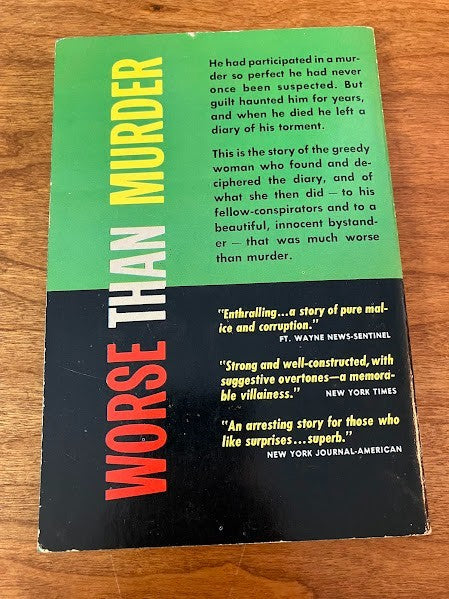 WORSE THAN MURDER
He had participated in a mur-
der so perfect he had never
once been suspected. But
guilt haunted him for years,
and when he died he left a
diary of his torment.
This is the story of the greedy
woman who found and de-
ciphered the diary, and of
what she then did — to his
fellow-conspirators and to a
beautiful, innocent bystand-
er — that was much worse
than murder.
"Enthralling...a story of pure mal-
ice and corruption."
FT. WAYNE NEWS-SENTINEL
"Strong and well-constructed, with
suggestive overtones—a memora-
ble villainess." NEW YORK TIMES
"An arresting story for those who
like surprises...superb."
NEW YORK JOURNAL-AMERICAN